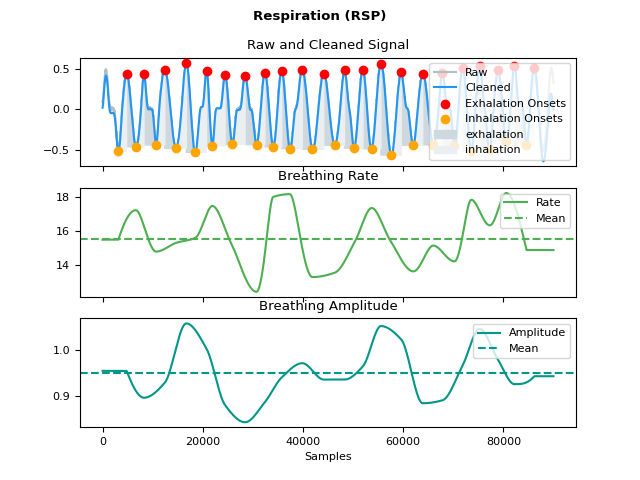 Respiration (RSP)
Raw and Cleaned Signal
0.5
0.0
−0.5
Raw
Cleaned
Exhalation Onsets
Inhalation Onsets
exhalation
inhalation
Breathing Rate
18
16
14
Rate
Mean
Breathing Amplitude
1.0
0.9
Amplitude
Mean
0
20000
40000
60000
80000
Samples